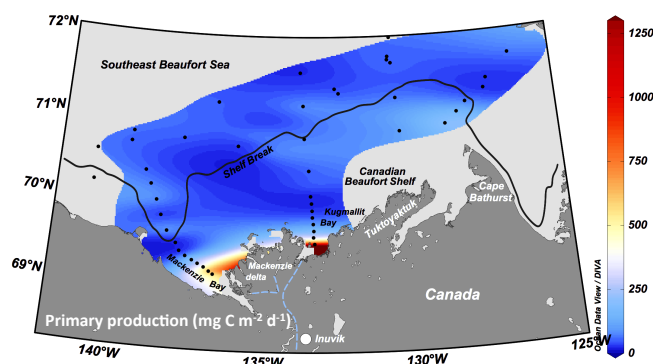 72°N
Southeast Beaufort Sea
71°N
Shelf Break
Canadian
Beaufort Shelf
70°N
Kugmallit
Bay
Tuktoyaktuk
Cape
Bathurst
Mackenzie
Bay
Mackenzie
delta
69°N
Canada
Primary production (mg C m-2 d-1)
Inuvik
140°W
135°W
130°W
125°W
Ocean Data View / DIVA
1250
1000
750
500
250
0